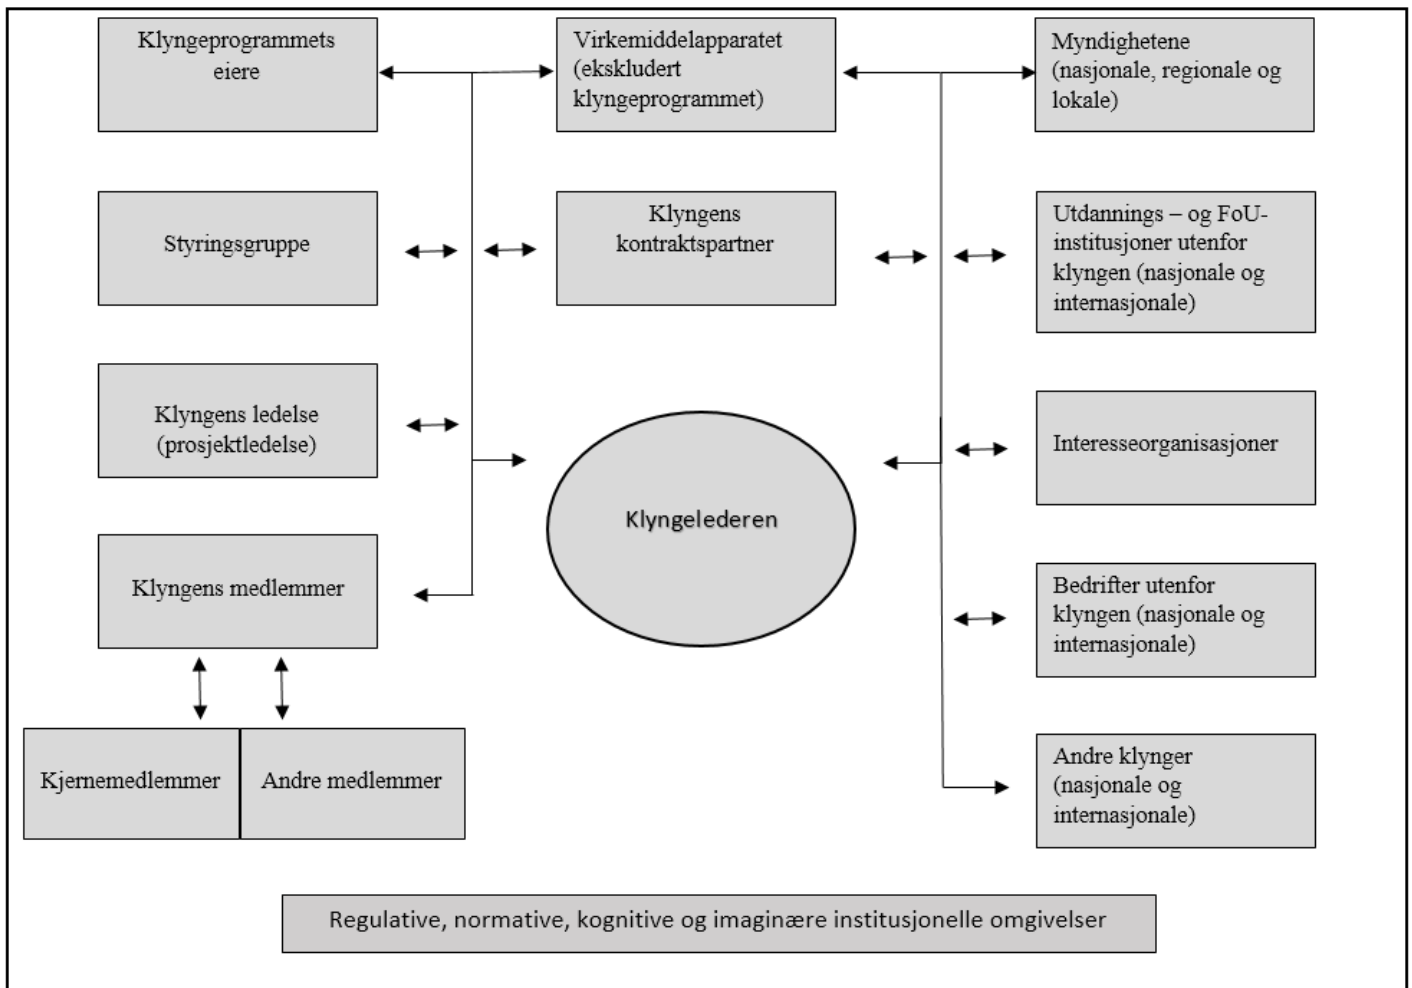 Klyngeprogrammets
eiere
Virkemiddelapparatet
(ekskludert
klyngeprogrammet)
Myndighetene
(nasjonale, regionale og
lokale)
Styringsgruppe
Klyngens
kontraktspartner
Utdannings – og FoU-
institusjoner utenfor
klyngen (nasjonale og
internasjonale)
Klyngens ledelse
(prosjektledelse)
Klyngelederen
Interesseorganisasjoner
Klyngens medlemmer
Bedrifter utenfor
klyngen (nasjonale og
internasjonale)
Kjernemedlemmer
Andre medlemmer
Andre klynger
(nasjonale og
internasjonale)
Regulative, normative, kognitive og imaginære institusjonelle omgivelser